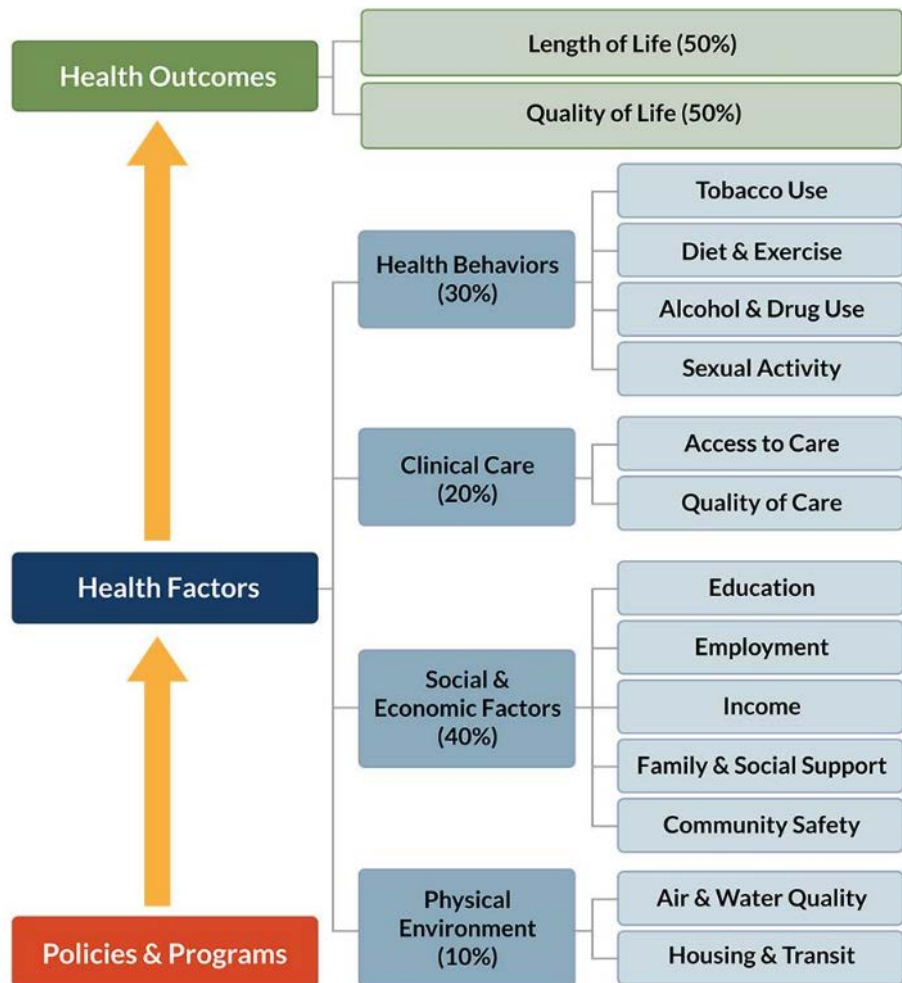 Health Outcomes
Length of Life (50%)
Quality of Life (50%)
Health Behaviors
(30%)
Tobacco Use
Diet & Exercise
Alcohol & Drug Use
Sexual Activity
Clinical Care
(20%)
Access to Care
Quality of Care
Health Factors
Social &
Economic Factors
(40%)
Education
Employment
Income
Family & Social Support
Community Safety
Physical
Environment
(10%)
Air & Water Quality
Housing & Transit
Policies & Programs